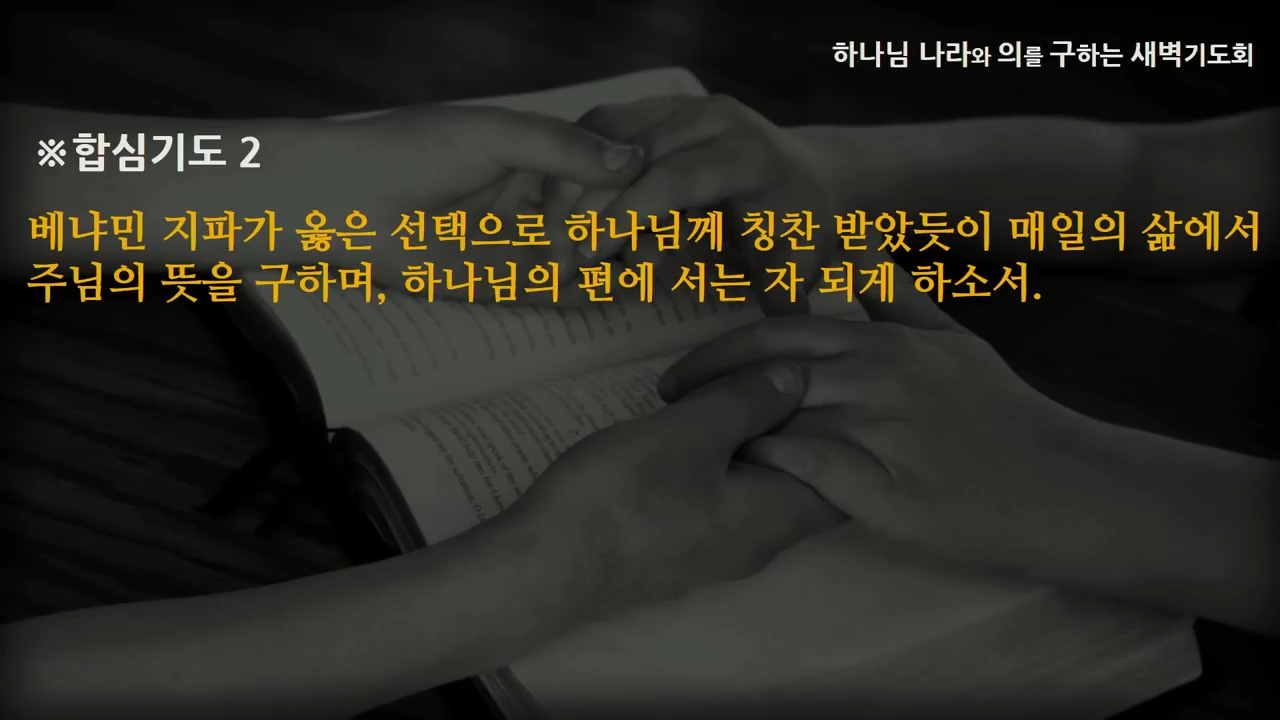 하나님 나라와 의를 구하는 새벽기도회
※합심기도 2
베냐민 지파가 옳은 선택으로 하나님께 칭찬 받았듯이 매일의 삶에서
주님의 뜻을 구하며, 하나님의 편에 서는 자 되게 하소서.